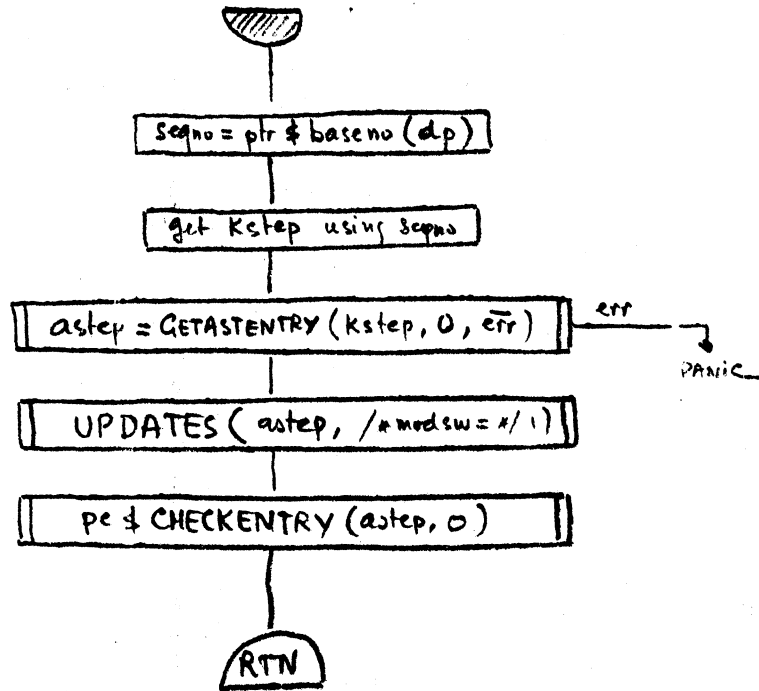 segno = ptr $ baseno (dp)
get Kstep using segno
astep = GETASTENTRY (Kstep, 0, err)
err
PANIC
UPDATES ( astep, /* modsw = */ 1)
pc $ CHECKENTRY (astep, 0)
RTN